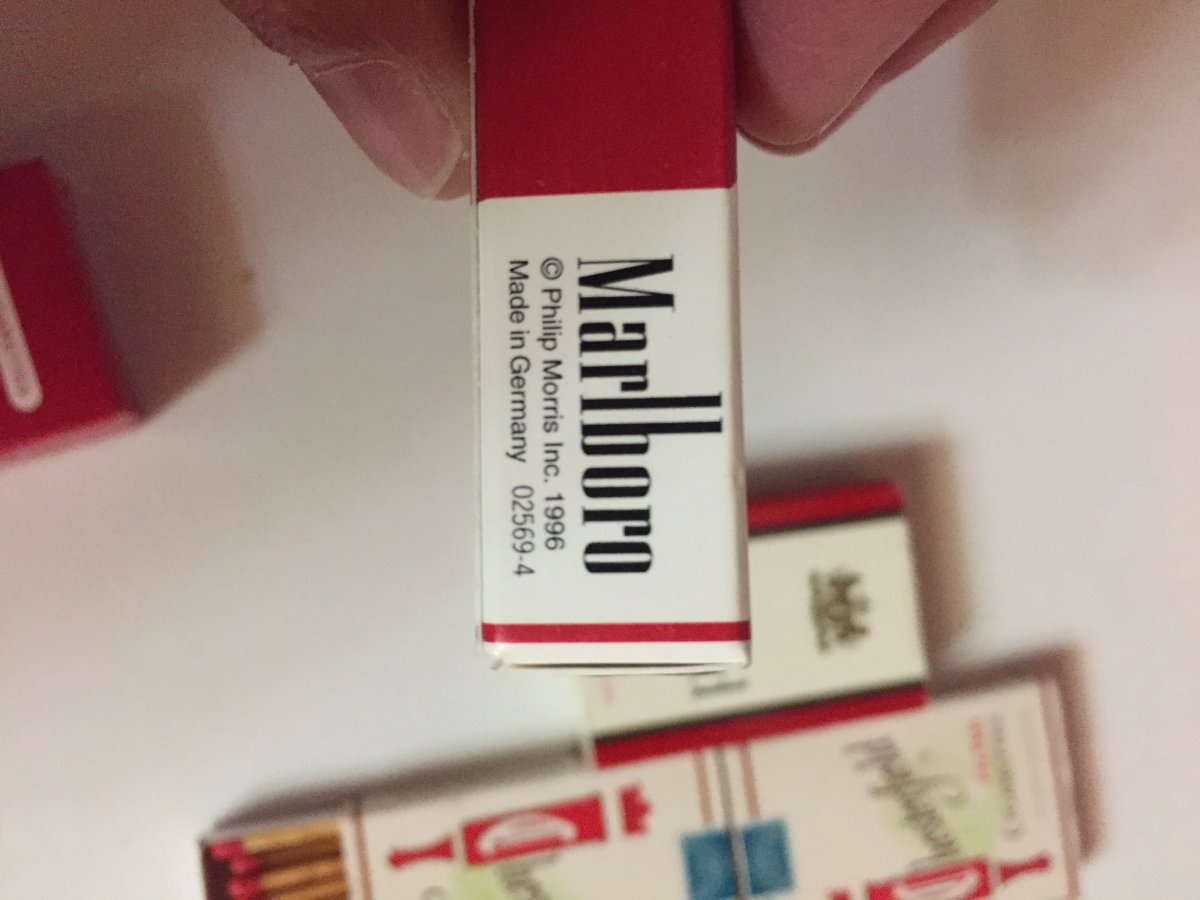 Marlboro
© Philip Morris Inc. 1996
Made in Germany 02569-4